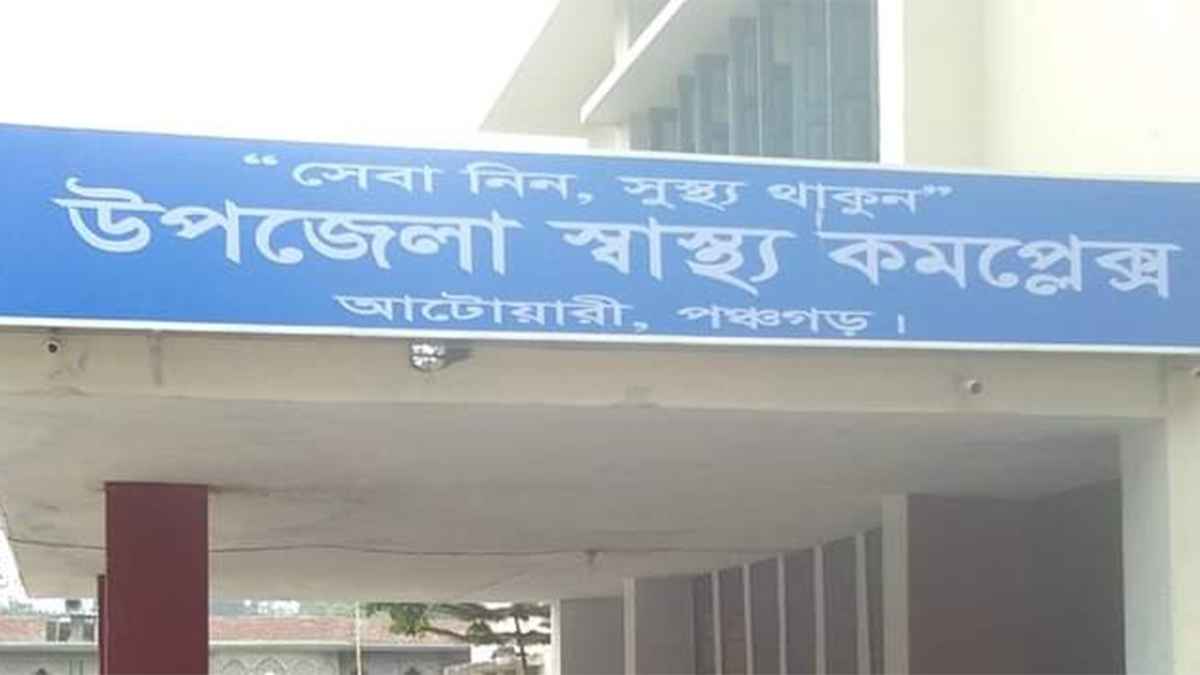 “সেবা নিন, সুস্থ্য থাকুন”
উপজেলা স্বাস্থ্য কমপ্লেক্স
আটোয়ারী, পঞ্চগড়।